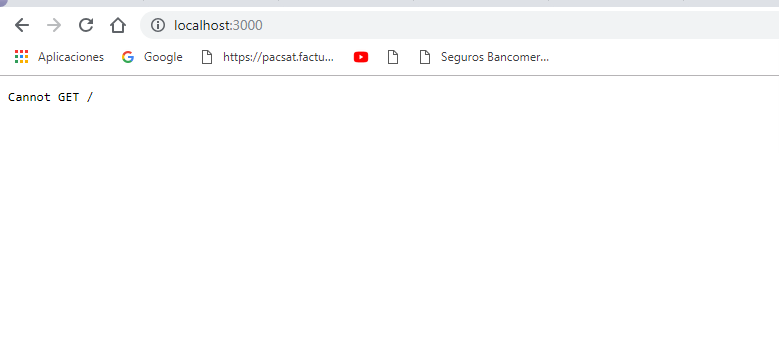 localhost:3000
Aplicaciones Google https://pacsat.factu... Seguros Bancomer...
Cannot GET /